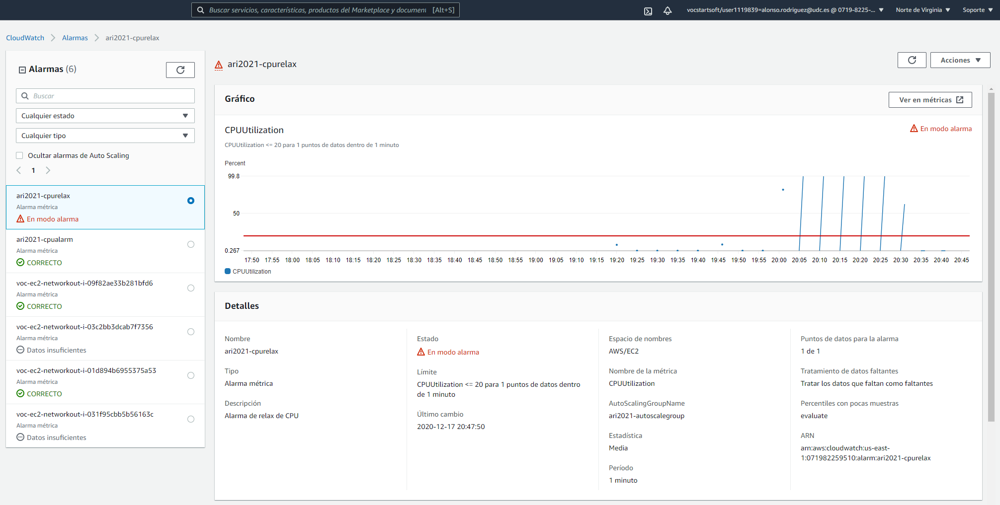 Buscar servicios, características, productos del Marketplace y document [Alt+S]
vocstartsoft/user1119839=alonso.rodriguez@udc.es @ 0719-8225-...
Norte de Virginia
Soporte
CloudWatch
Alarmas
ari2021-cpurelax
Alarmas (6)
Buscar
Cualquier estado
Cualquier tipo
Ocultar alarmas de Auto Scaling
1
ari2021-cpurelax
Alarma métrica
En modo alarma
ari2021-cpualarm
Alarma métrica
CORRECTO
voc-ec2-networkout-i-09f82ae33b281bfd6
Alarma métrica
CORRECTO
voc-ec2-networkout-i-03c2bb3dcab7f7356
Alarma métrica
Datos insuficientes
voc-ec2-networkout-i-01d894b6955375a53
Alarma métrica
CORRECTO
voc-ec2-networkout-i-031f95cbb5b56163c
Alarma métrica
Datos insuficientes
ari2021-cpurelax
Acciones
Gráfico
Ver en métricas
CPUUtilization
En modo alarma
CPUUtilization <= 20 para 1 puntos de datos dentro de 1 minuto
Percent
99.8
50
0.267
17:50 17:55 18:00 18:05 18:10 18:15 18:20 18:25 18:30 18:35 18:40 18:45 18:50 18:55 19:00 19:05 19:10 19:15 19:20 19:25 19:30 19:35 19:40 19:45 19:50 19:55 20:00 20:05 20:10 20:15 20:20 20:25 20:30 20:35 20:40 20:45
CPUUtilization
Detalles
Nombre
ari2021-cpurelax
Tipo
Alarma métrica
Descripción
Alarma de relax de CPU
Estado
En modo alarma
Límite
CPUUtilization <= 20 para 1 puntos de datos dentro
de 1 minuto
Último cambio
2020-12-17 20:47:50
Espacio de nombres
AWS/EC2
Nombre de la métrica
CPUUtilization
AutoScalingGroupName
ari2021-autoscalegroup
Estadística
Media
Período
1 minuto
Puntos de datos para la alarma
1 de 1
Tratamiento de datos faltantes
Tratar los datos que faltan como faltantes
Percentiles con pocas muestras
evaluate
ARN
arn:aws:cloudwatch:us-east-
1:071982259510:alarm:ari2021-cpurelax